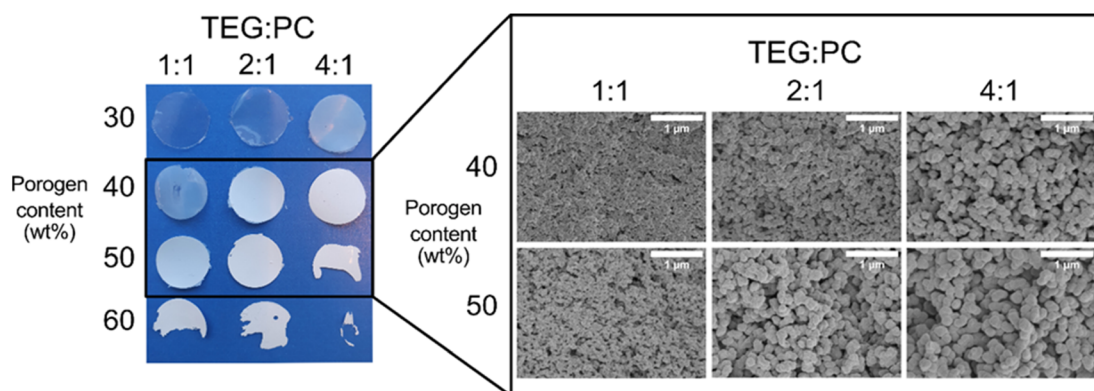 TEG:PC
1:1 2:1 4:1
30
40
50
60
Porogen
content
(wt%)
TEG:PC
1:1 2:1 4:1
40
50
Porogen
content
(wt%)
1 µm 1 µm 1 µm
1 µm 1 µm 1 µm